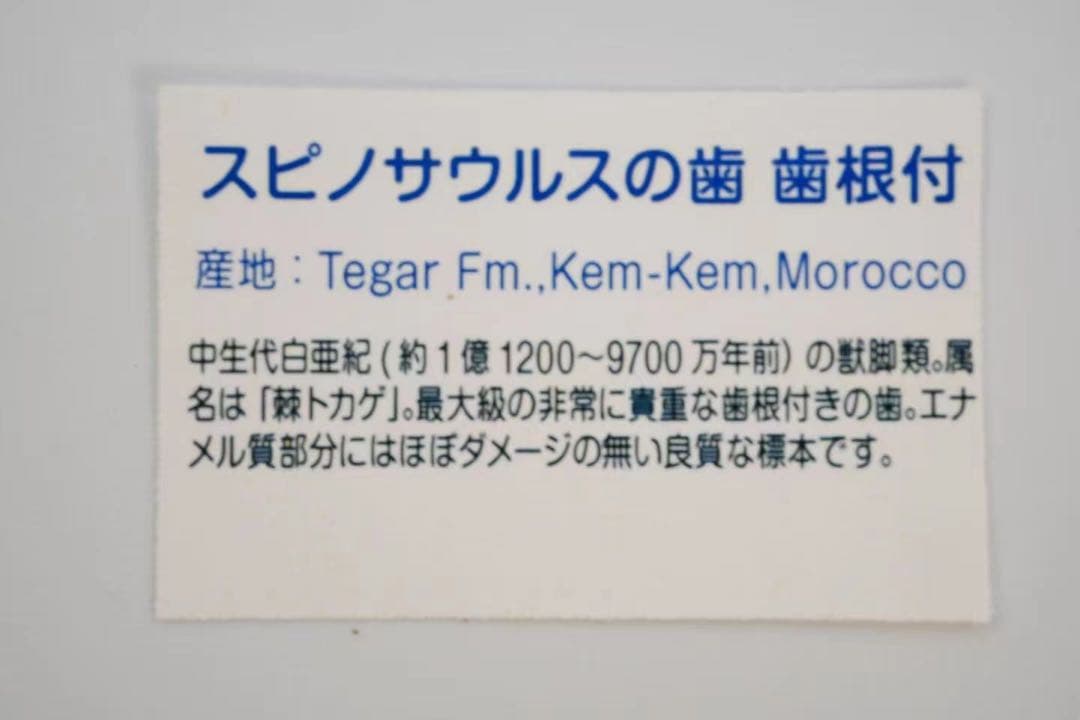 スピノサウルスの歯 歯根付
産地：Tegar Fm.,Kem-Kem,Morocco
中生代白亜紀(約1億1200～9700万年前)の獣脚類。属
名は「棘トカゲ」。最大級の非常に貴重な歯根付きの歯。エナ
メル質部分にはほぼダメージの無い良質な標本です。